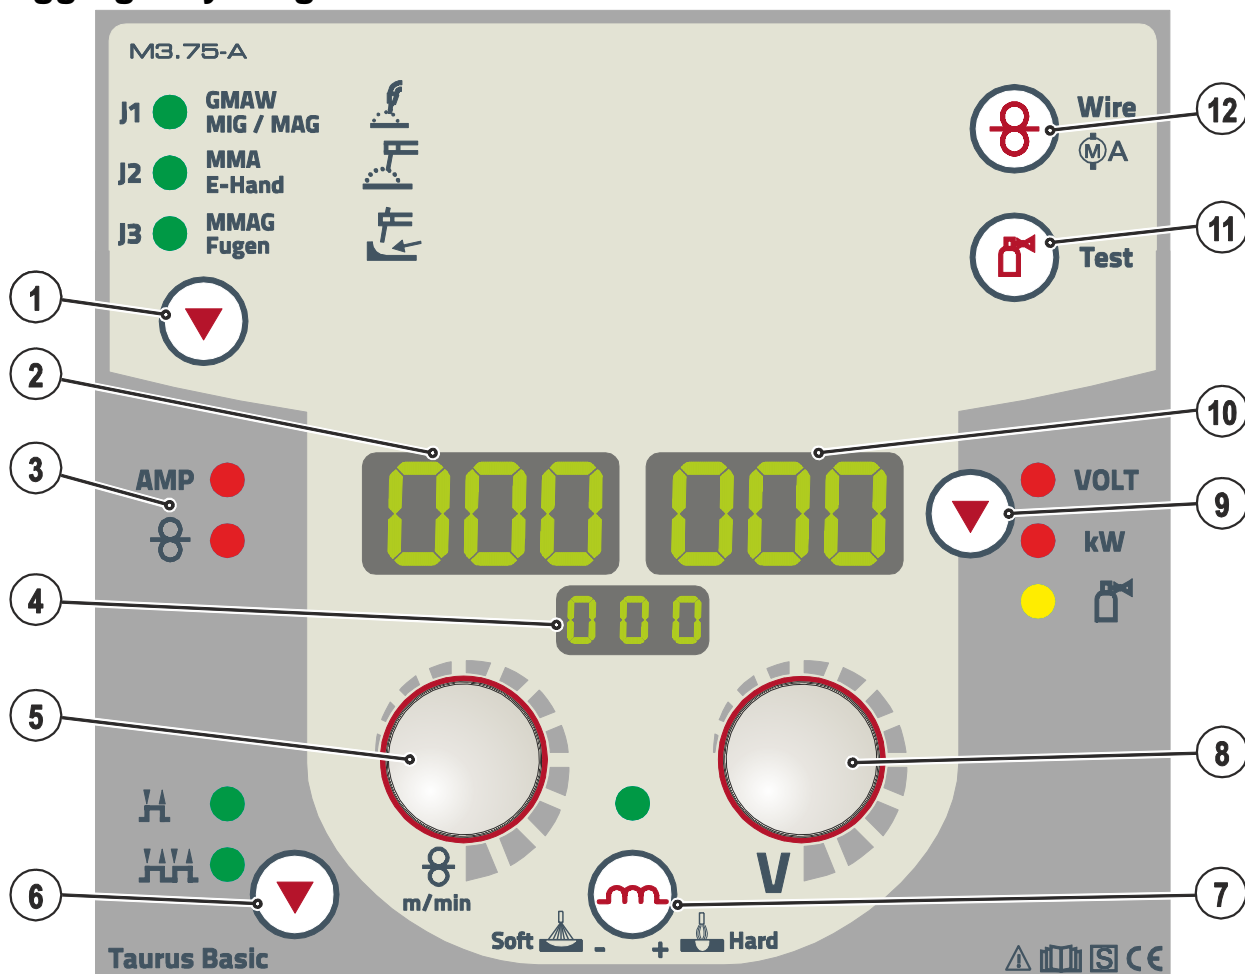 M3.75-A
J1 GMAW
MIG / MAG
J2 MMA
E-Hand
J3 MMAG
Fugen
Wire
M A
Test
12
11
1
2
10
3
AMP
000
000
VOLT
9
kW
4
000
5
8
m/min
V
6
7
Soft - + Hard
Taurus Basic
S CE